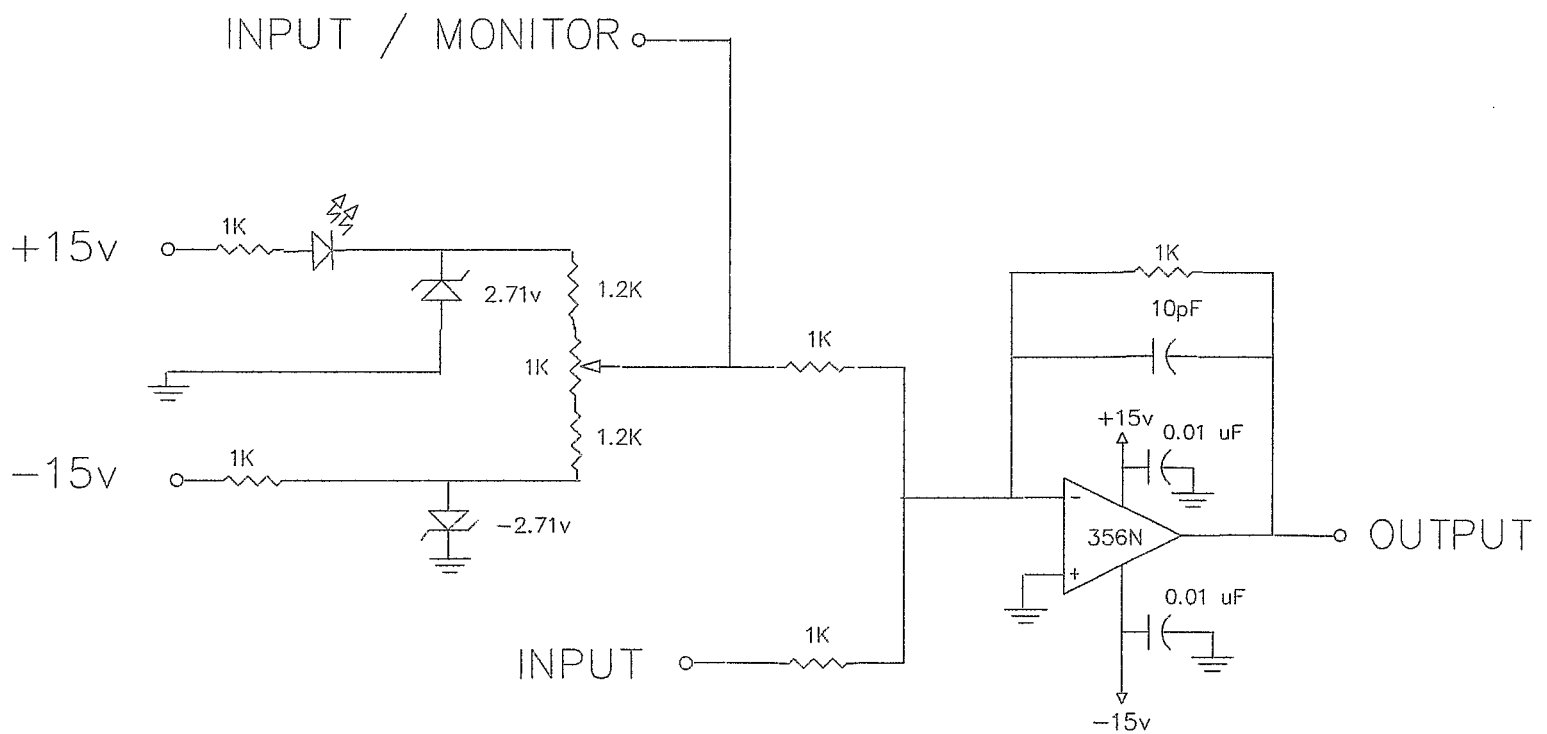 INPUT / MONITOR
+15v
1K
2.71v
1.2K
1K
1K
1.2K
-15v
1K
-2.71v
INPUT
1K
1K
10pF
+15v
0.01 uF
-
356N
+
OUTPUT
0.01 uF
-15v